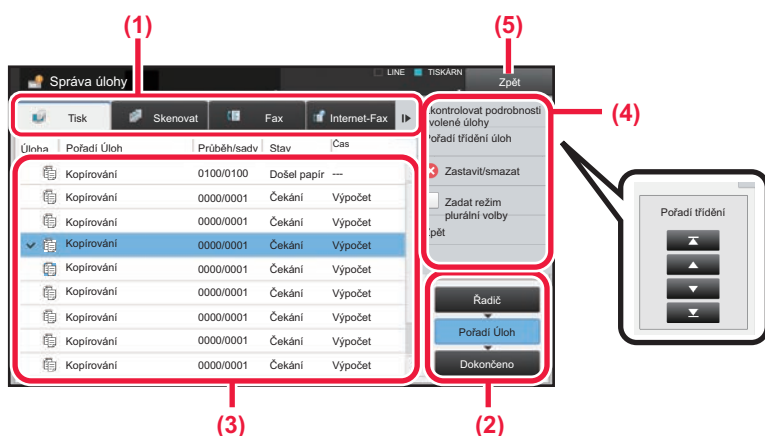 (1)
(5)
LINE
TISKÁRN
Správa úlohy
Zpět
(4)
Tisk
Skenovat
Fax
Internet-Fax
kontrolovat podrobnosti
volené úlohy
Pořadí třídění úloh
Úloha
Pořadí Úloh
Průběh/sady
Stav
Čas
Kopírování 0100/0100 Došel papír ---
Zastavit/smazat
Kopírování 0000/0001 Čekání Výpočet
Zadat režim
plurální volby
Kopírování 0000/0001 Čekání Výpočet
Zpět
Kopírování 0000/0001 Čekání Výpočet
Kopírování 0000/0001 Čekání Výpočet
Kopírování 0000/0001 Čekání Výpočet
Kopírování 0000/0001 Čekání Výpočet
Kopírování 0000/0001 Čekání Výpočet
Kopírování 0000/0001 Čekání Výpočet
Řadič
Pořadí Úloh
Dokončeno
Pořadí třídění
(3)
(2)